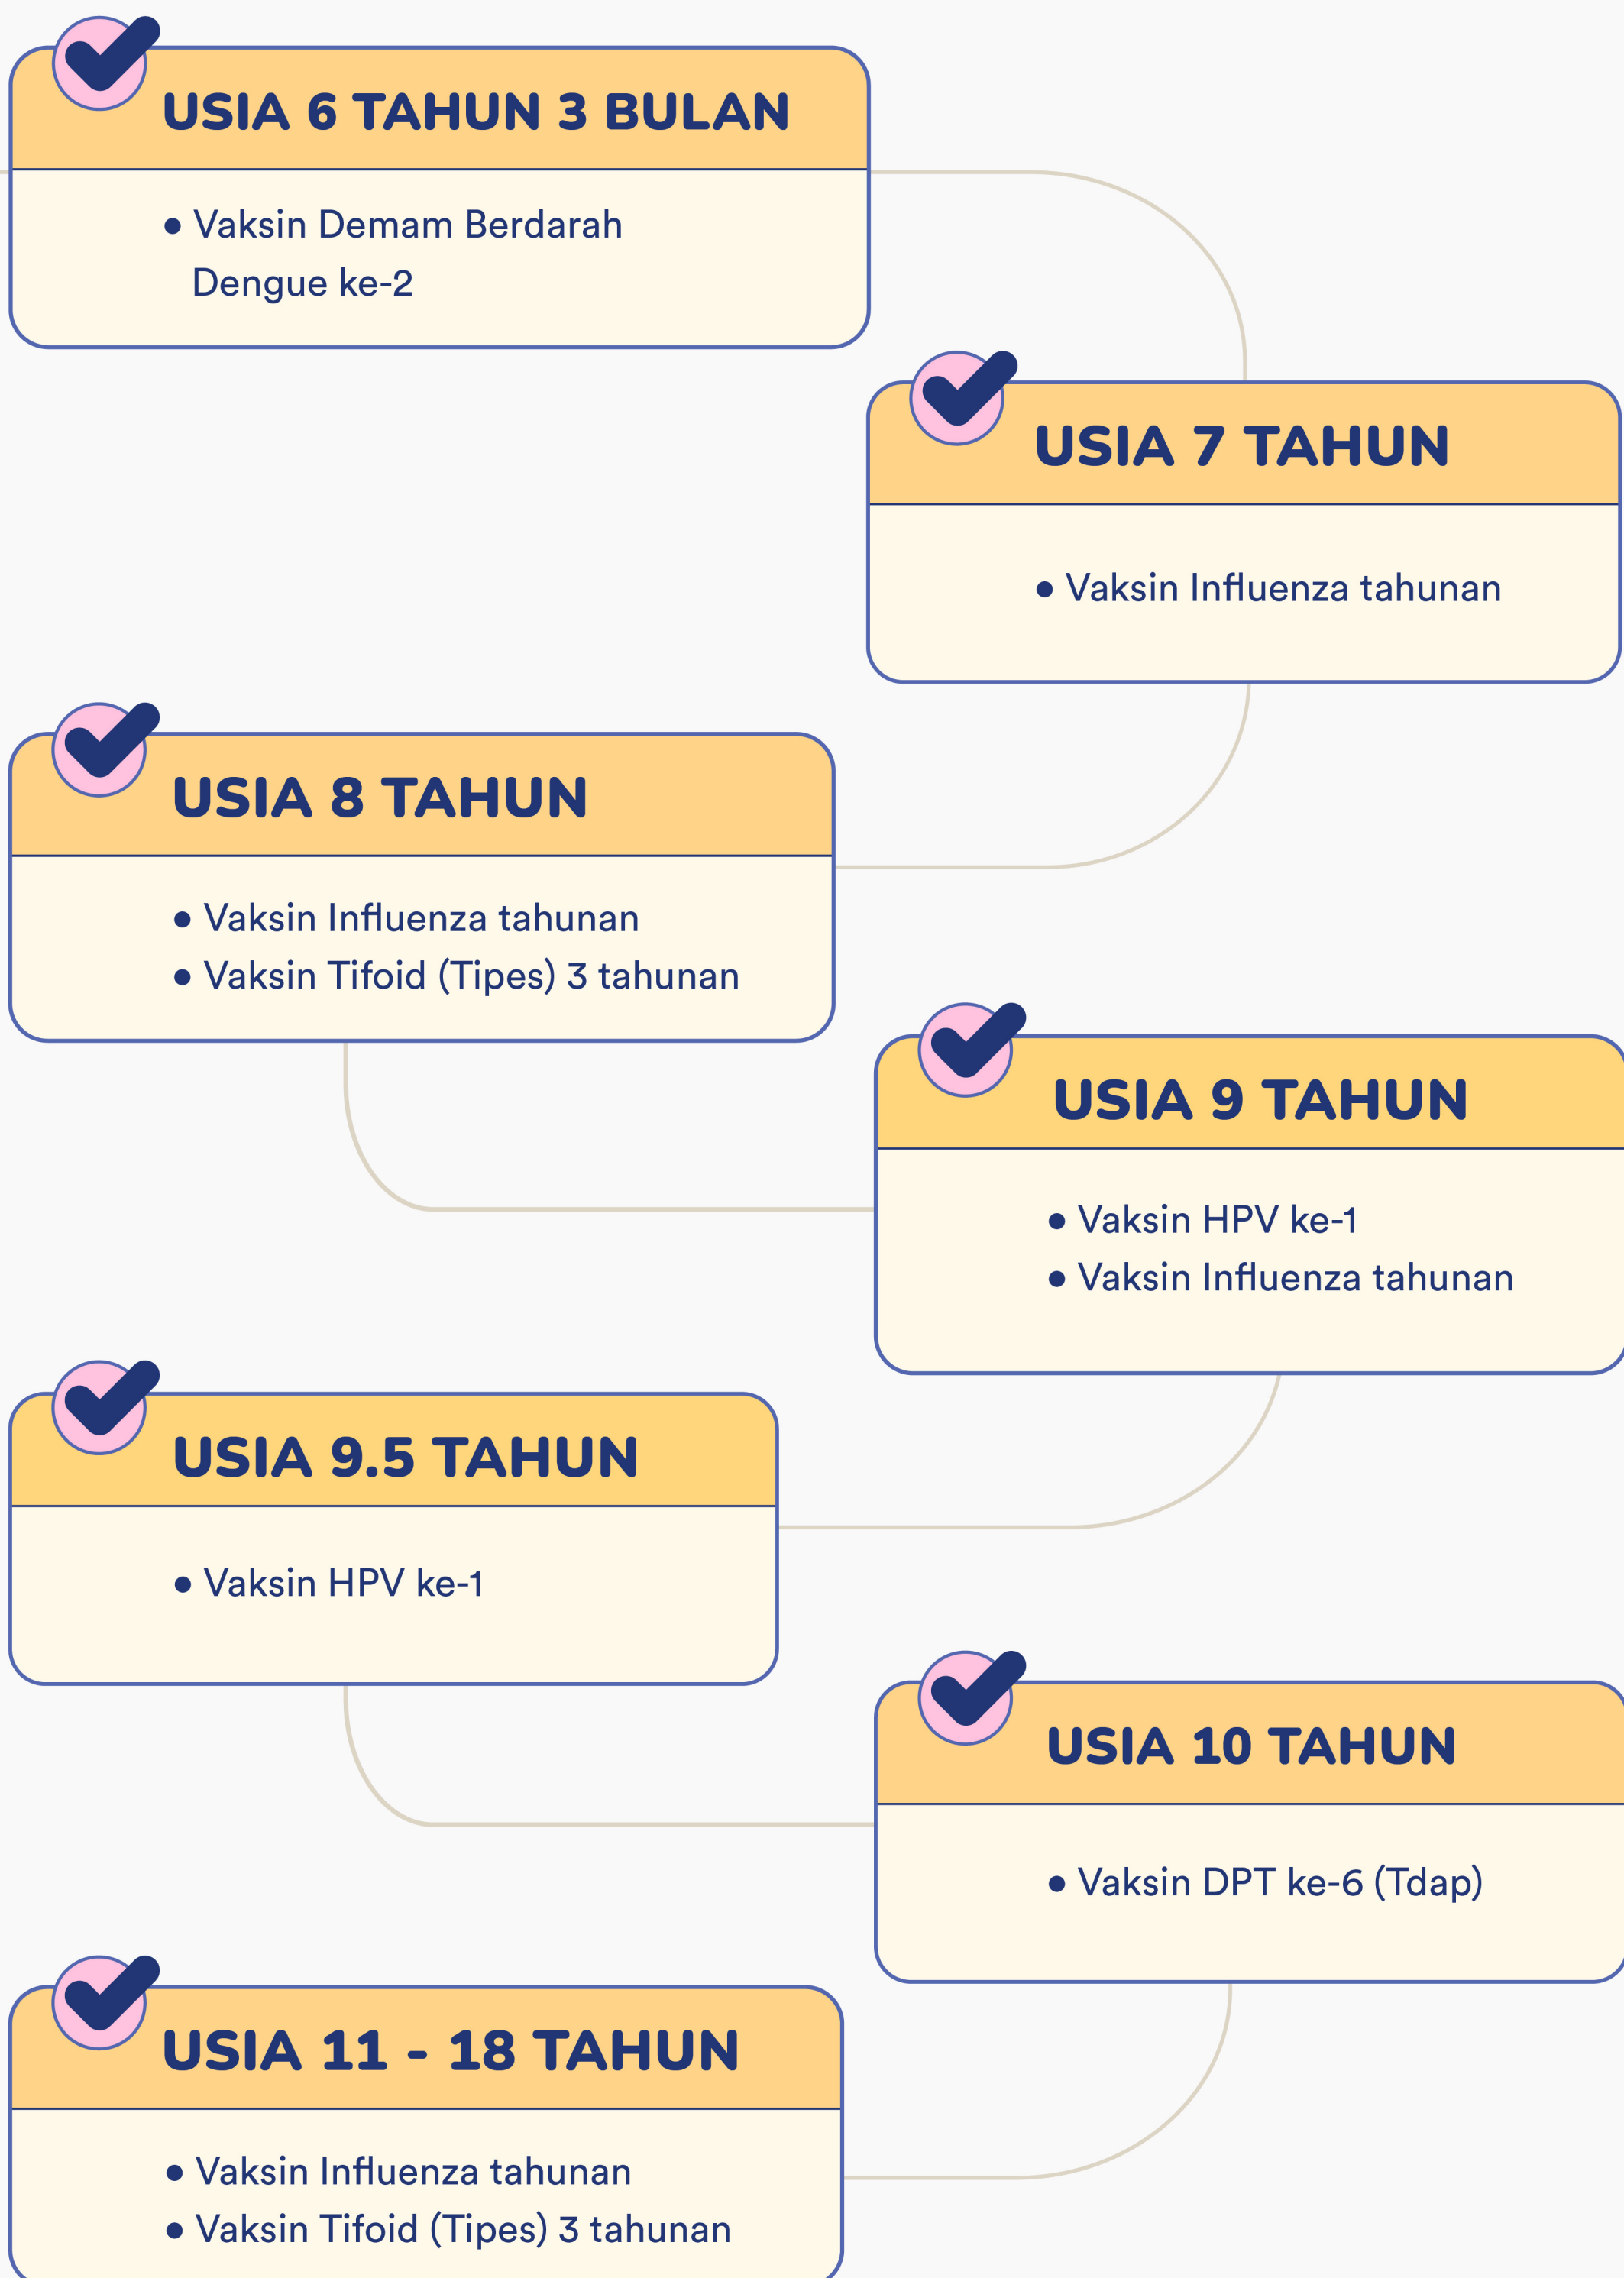 USIA 6 TAHUN 3 BULAN
• Vaksin Demam Berdarah
Dengue ke-2
USIA 7 TAHUN
• Vaksin Influenza tahunan
USIA 8 TAHUN
• Vaksin Influenza tahunan
• Vaksin Tifoid (Tipes) 3 tahunan
USIA 9 TAHUN
• Vaksin HPV ke-1
• Vaksin Influenza tahunan
USIA 9.5 TAHUN
• Vaksin HPV ke-1
USIA 10 TAHUN
• Vaksin DPT ke-6 (Tdap)
USIA 11 - 18 TAHUN
• Vaksin Influenza tahunan
• Vaksin Tifoid (Tipes) 3 tahunan